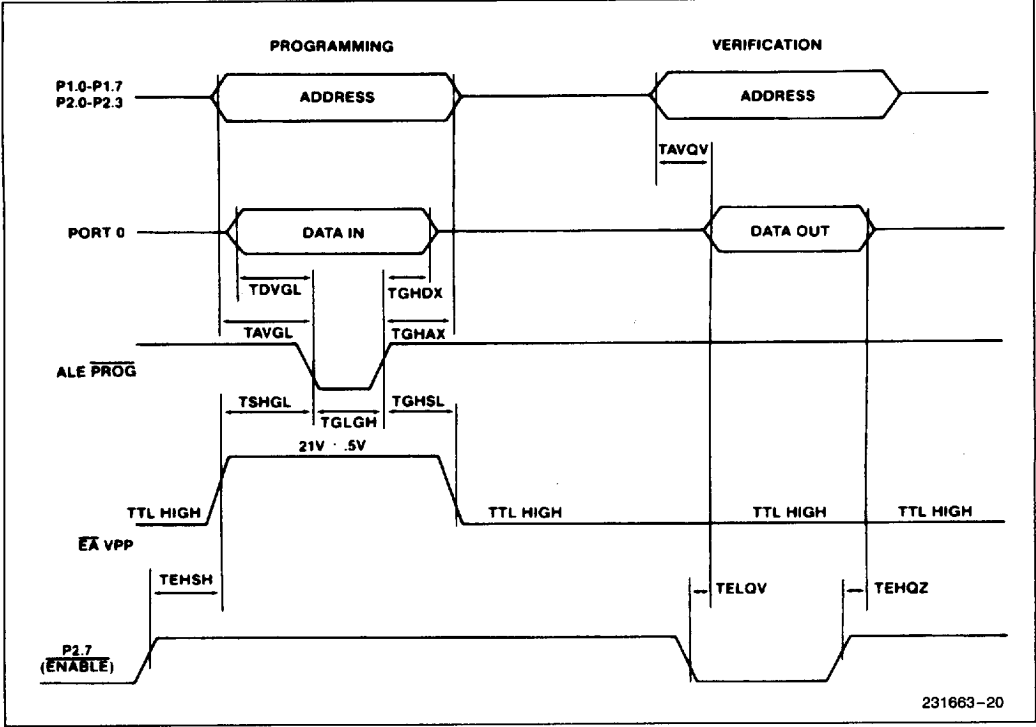 PROGRAMMING VERIFICATION
P1.0-P1.7
P2.0-P2.3
ADDRESS ADDRESS
TAVQV
PORT 0 DATA IN DATA OUT
TDVGL TGHDX
TAVGL TGHAX
ALE PROG
TSHGL TGLGH TGHSL
21V · .5V
TTL HIGH TTL HIGH TTL HIGH TTL HIGH
EA VPP
TEHSH TELQV TEHQZ
P2.7
(ENABLE)
231663-20